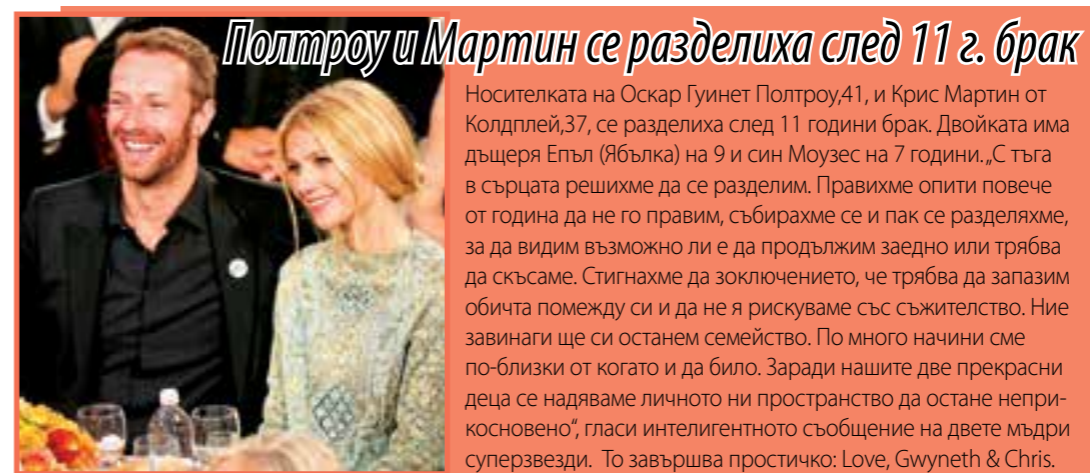 Полтроу и Мартин се разделиха след 11 г. брак
Носителката на Оскар Гуинет Полтроу,41, и Крис Мартин от
Колдплей,37, се разделиха след 11 години брак. Двойката има
дъщеря Епъл (Ябълка) на 9 и син Моузес на 7 години. „С тъга
в сърцата решихме да се разделим. Правихме опити повече
от година да не го правим, събирахме се и пак се разделяхме,
за да видим възможно ли е да продължим заедно или трябва
да скъсаме. Стигнахме да зоключението, че трябва да запазим
обичта помежду си и да не я рискуваме със съжителство. Ние
завинаги ще си останем семейство. По много начини сме
по-близки от когато и да било. Заради нашите две прекрасни
деца се надяваме личното ни пространство да остане непри-
косновено“, гласи интелигентното съобщение на двете мъдри
суперзвезди. То завършва простичко: Love, Gwyneth & Chris.